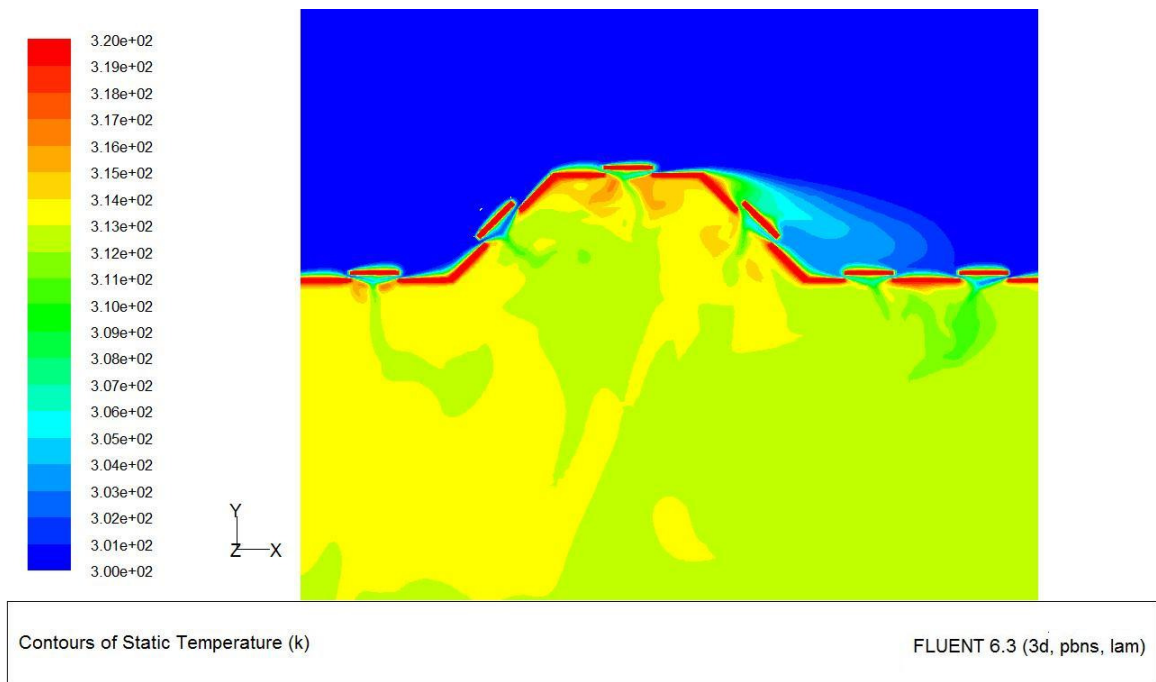 3.20e+02
3.19e+02
3.18e+02
3.17e+02
3.16e+02
3.15e+02
3.14e+02
3.13e+02
3.12e+02
3.11e+02
3.10e+02
3.09e+02
3.08e+02
3.07e+02
3.06e+02
3.05e+02
3.04e+02
3.03e+02
3.02e+02
3.01e+02
3.00e+02
Y
Z X
Contours of Static Temperature (k)
FLUENT 6.3 (3d, pbns, lam)